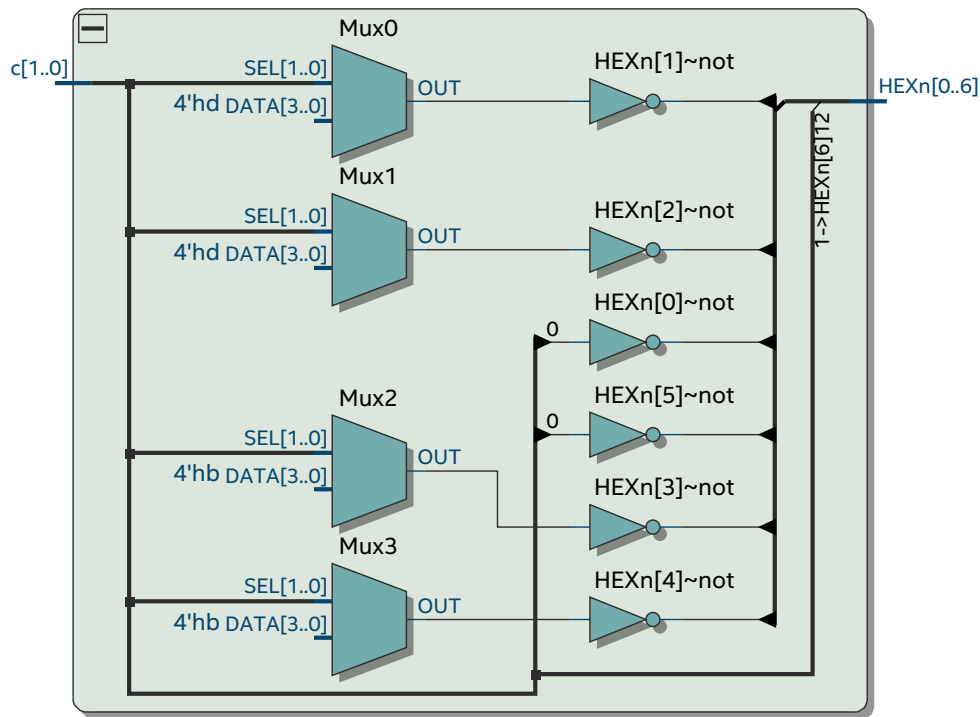 Mux0
c[1..0]
SEL[1..0]
4'hd DATA[3..0]
OUT
HEXn[1]~not
HEXn[0..6]
1->HEXn[6]12
Mux1
SEL[1..0]
4'hd DATA[3..0]
OUT
HEXn[2]~not
HEXn[0]~not
0
HEXn[5]~not
0
Mux2
SEL[1..0]
4'hb DATA[3..0]
OUT
HEXn[3]~not
Mux3
SEL[1..0]
4'hb DATA[3..0]
OUT
HEXn[4]~not